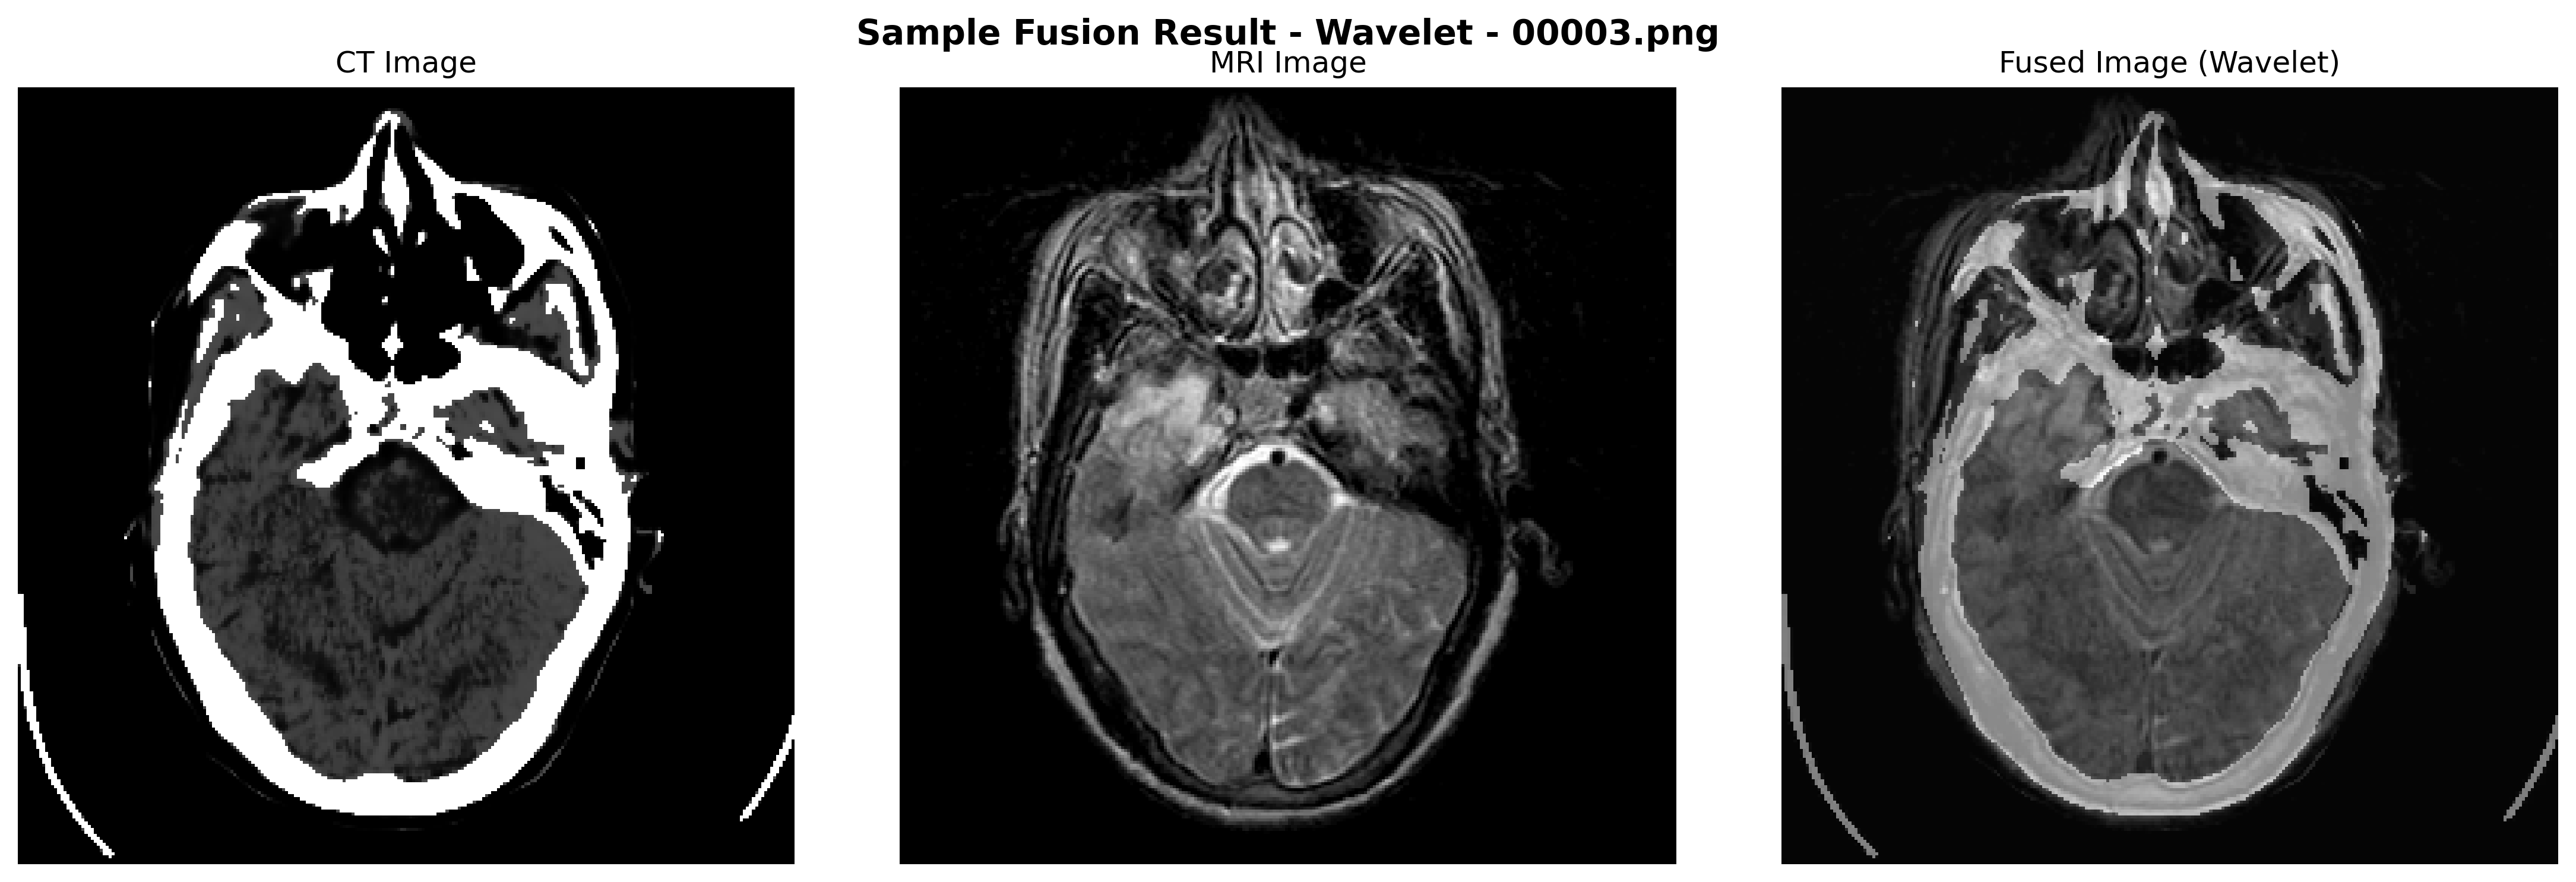 Sample Fusion Result - Wavelet - 00003.png
CT Image
MRI Image
Fused Image (Wavelet)